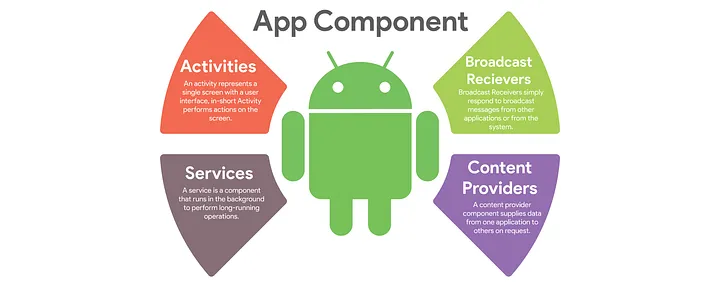 App Component
Activities
An activity represents a
single screen with a user
interface, in-short Activity
performs actions on the
screen.
Broadcast
Recievers
Broadcast Receivers simply
respond to broadcast
messages from other
applications or from the
system.
Services
A service is a component
that runs in the background
to perform long-running
operations.
Content
Providers
A content provider
component supplies data
from one application to
others on request.